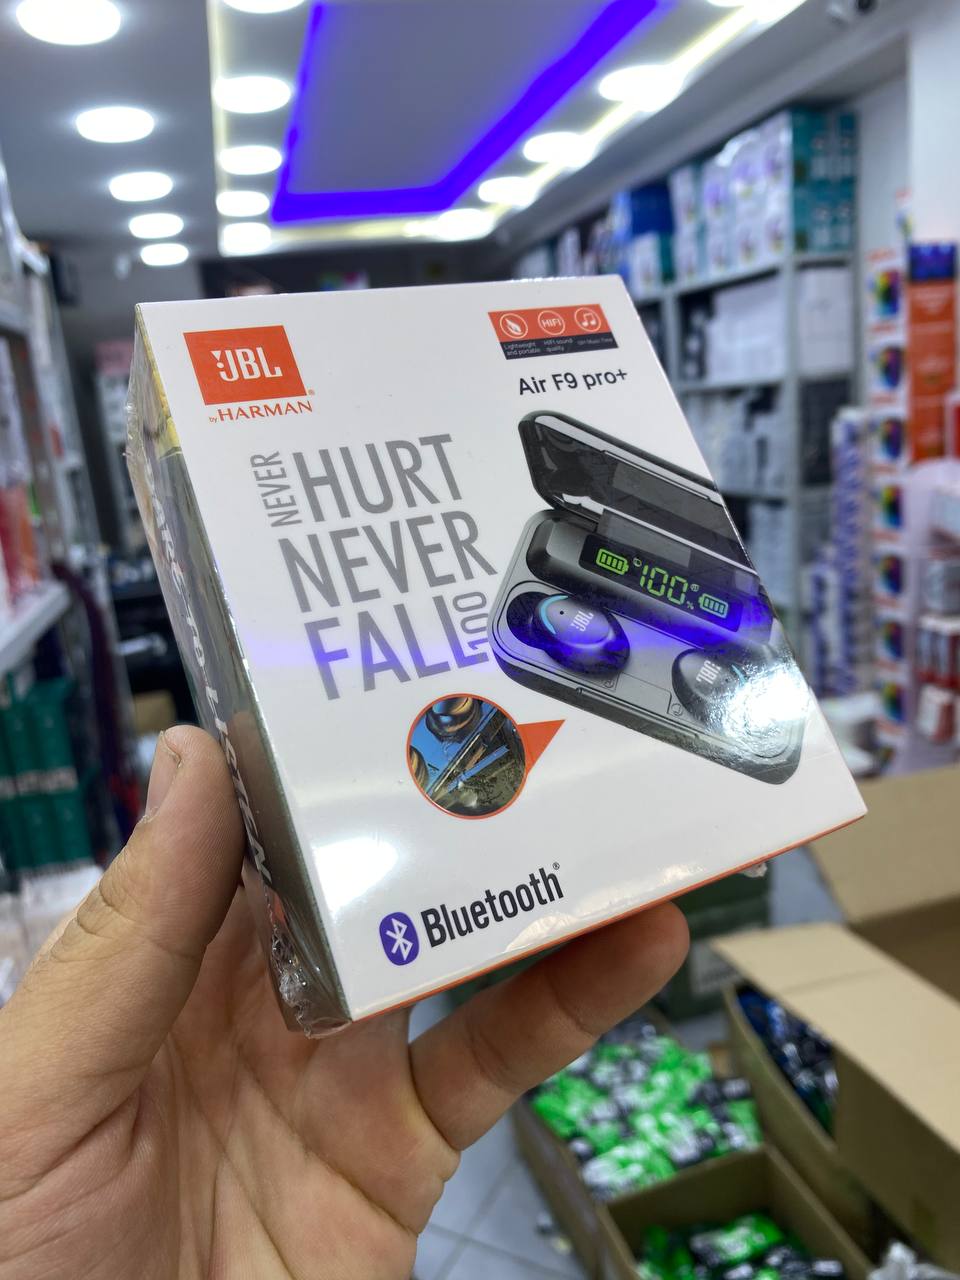 JBL
®
by HARMAN
HIFI
Lightweight and portable
HIFI sound quality
Air F9 pro+
NEVER
HURT
NEVER
FALL
100
100
%
JBL
JBL
Bluetooth®